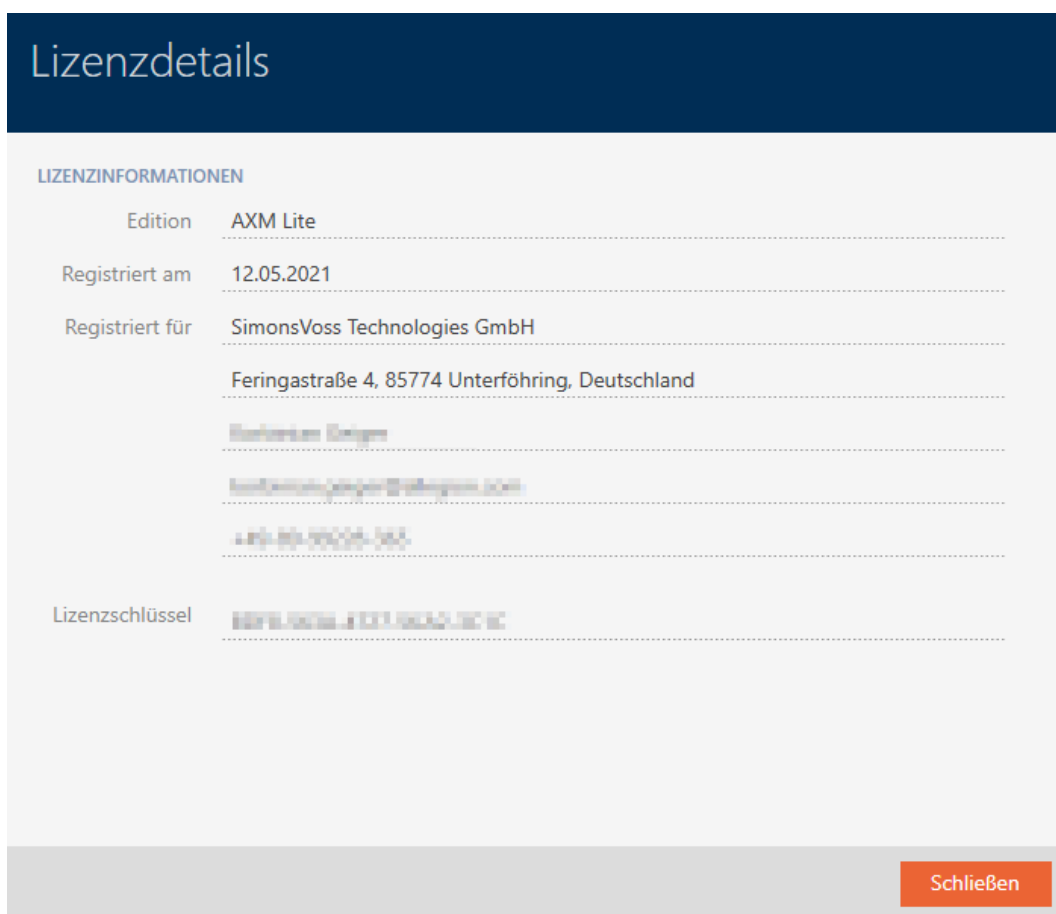 Lizenzdetails
LIZENZINFORMATIONEN
Edition AXM Lite
Registriert am 12.05.2021
Registriert für SimonsVoss Technologies GmbH
Feringastraße 4, 85774 Unterföhring, Deutschland
Lizenzschlüssel
Schließen